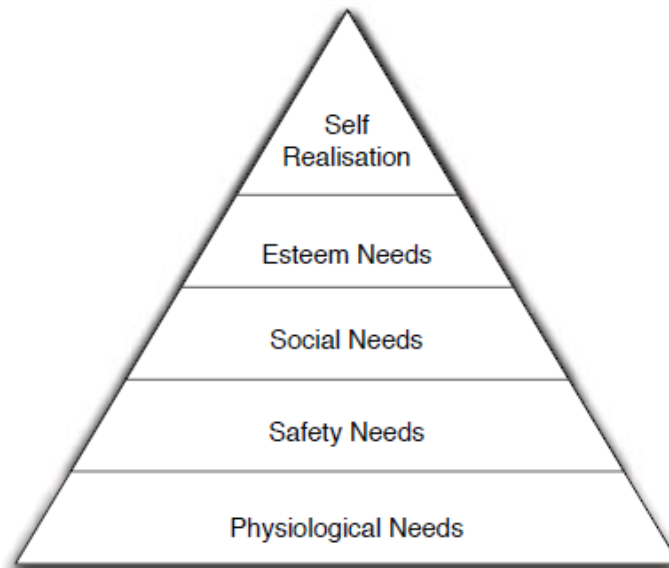 Self
Realisation
Esteem Needs
Social Needs
Safety Needs
Physiological Needs